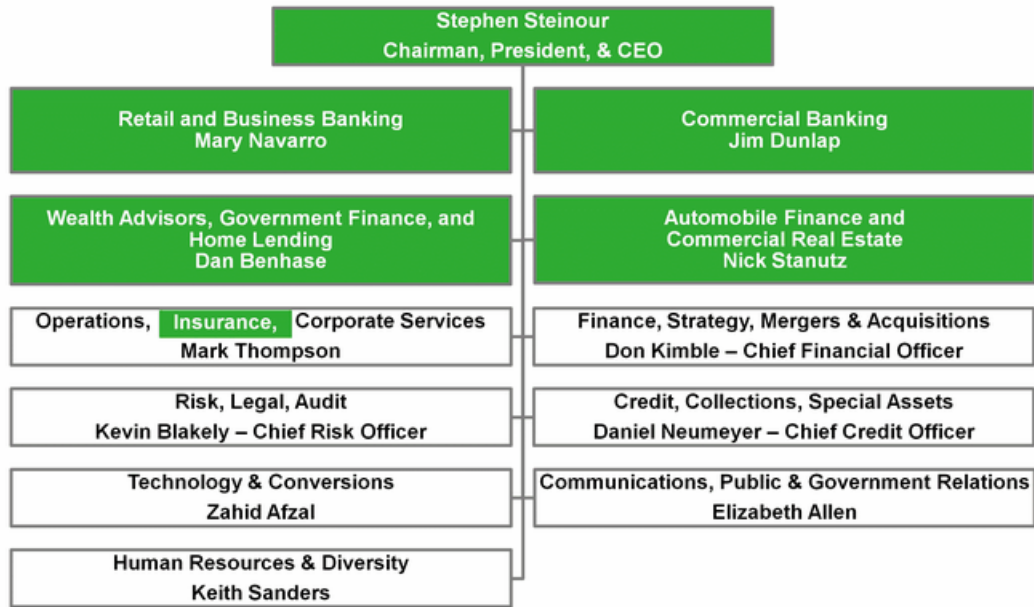 Stephen Steinour
Chairman, President, & CEO
Retail and Business Banking
Mary Navarro
Commercial Banking
Jim Dunlap
Wealth Advisors, Government Finance, and
Home Lending
Dan Benhase
Automobile Finance and
Commercial Real Estate
Nick Stanutz
Operations, Insurance, Corporate Services
Mark Thompson
Finance, Strategy, Mergers & Acquisitions
Don Kimble – Chief Financial Officer
Risk, Legal, Audit
Kevin Blakely – Chief Risk Officer
Credit, Collections, Special Assets
Daniel Neumeyer – Chief Credit Officer
Technology & Conversions
Zahid Afzal
Communications, Public & Government Relations
Elizabeth Allen
Human Resources & Diversity
Keith Sanders